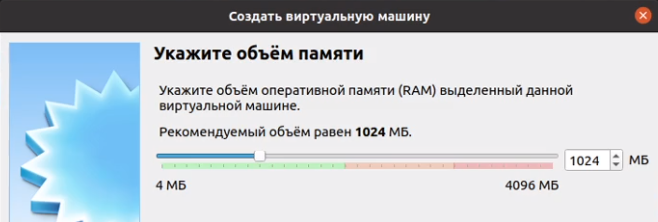 Создать виртуальную машину
Укажите объём памяти
Укажите объём оперативной памяти (RAM) выделенный данной
виртуальной машине.
Рекомендуемый объём равен 1024 МБ.
1024 МБ
4 МБ 4096 МБ